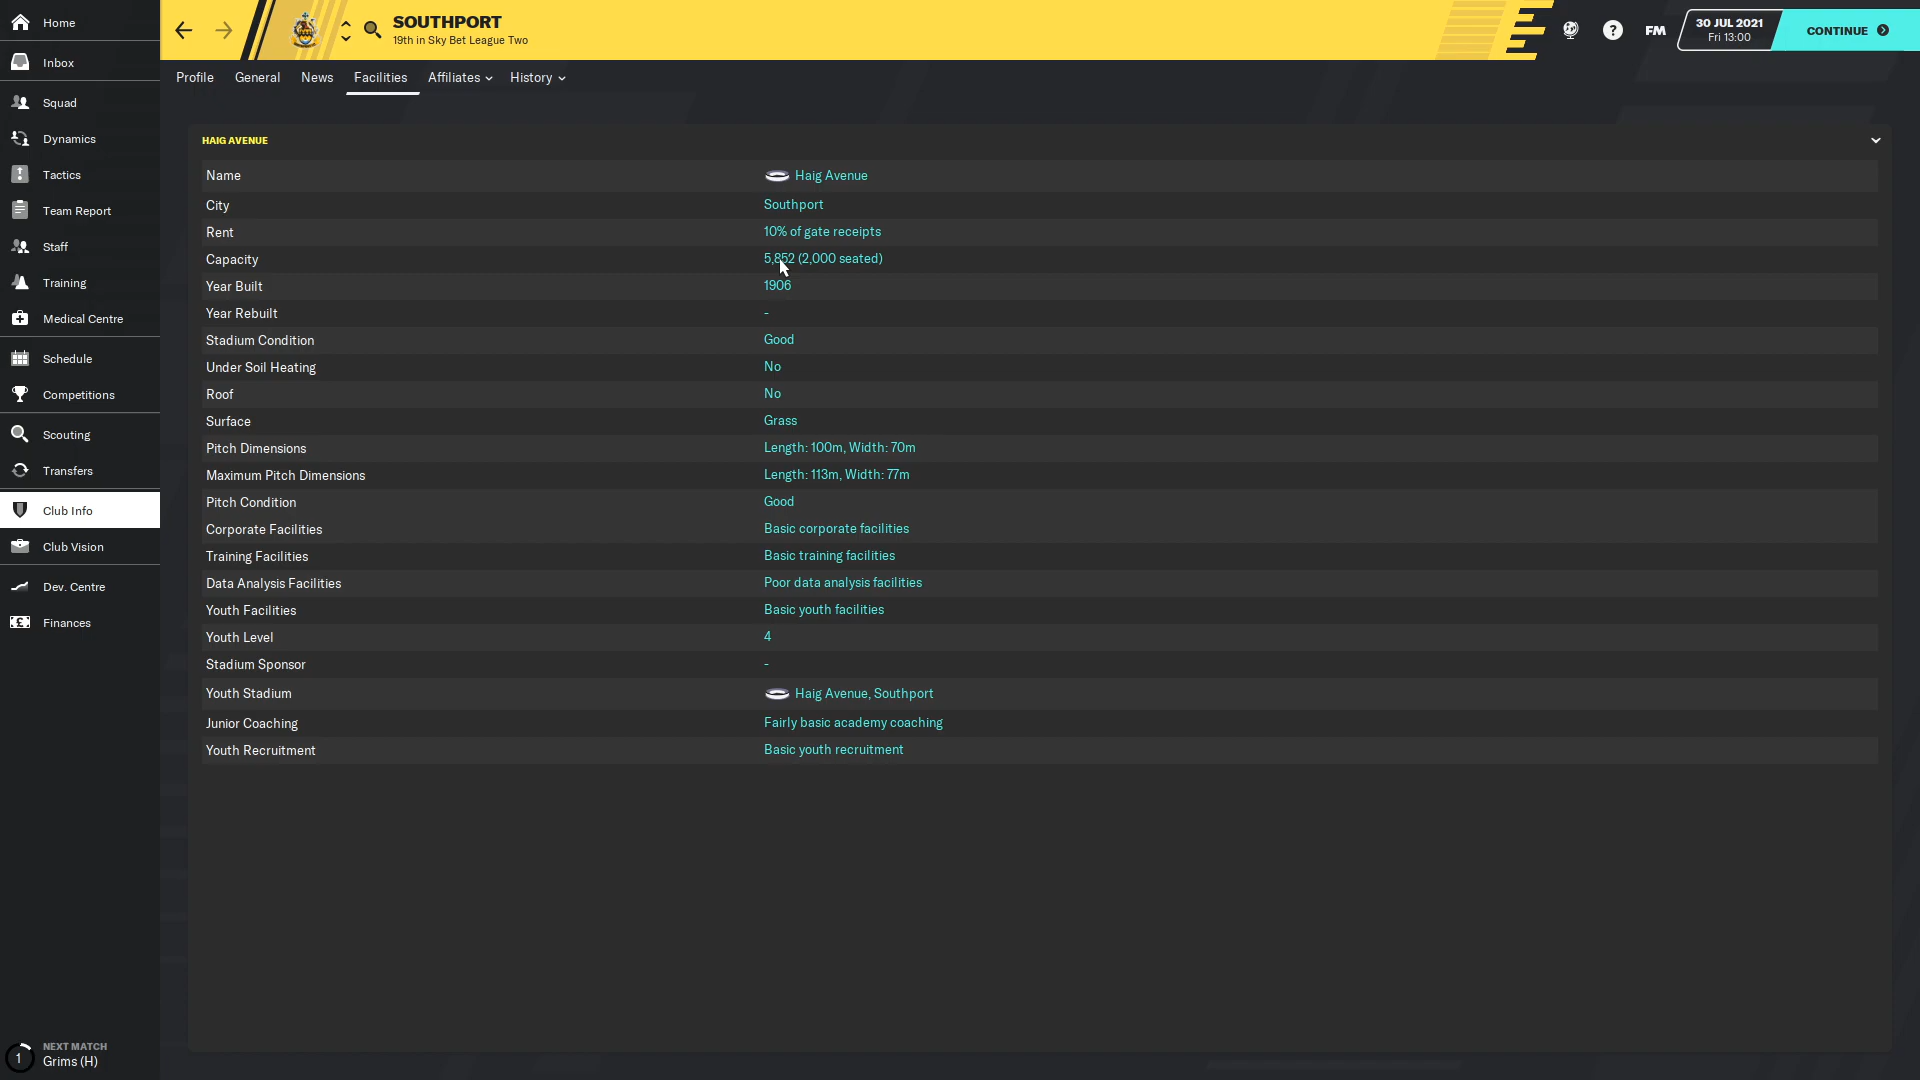 Home
Inbox
Squad
Dynamics
Tactics
Team Report
Staff
Training
Medical Centre
Schedule
Competitions
Scouting
Transfers
Club Info
Club Vision
Dev. Centre
Finances
1
NEXT MATCH
Grims (H)
SOUTHPORT
19th in Sky Bet League Two
?
FM
30 JUL 2021
Fri 13:00
CONTINUE
Profile General News Facilities Affiliates History
HAIG AVENUE
Name Haig Avenue
City Southport
Rent 10% of gate receipts
Capacity 5,852 (2,000 seated)
Year Built 1906
Year Rebuilt -
Stadium Condition Good
Under Soil Heating No
Roof No
Surface Grass
Pitch Dimensions Length: 100m, Width: 70m
Maximum Pitch Dimensions Length: 113m, Width: 77m
Pitch Condition Good
Corporate Facilities Basic corporate facilities
Training Facilities Basic training facilities
Data Analysis Facilities Poor data analysis facilities
Youth Facilities Basic youth facilities
Youth Level 4
Stadium Sponsor -
Youth Stadium Haig Avenue, Southport
Junior Coaching Fairly basic academy coaching
Youth Recruitment Basic youth recruitment